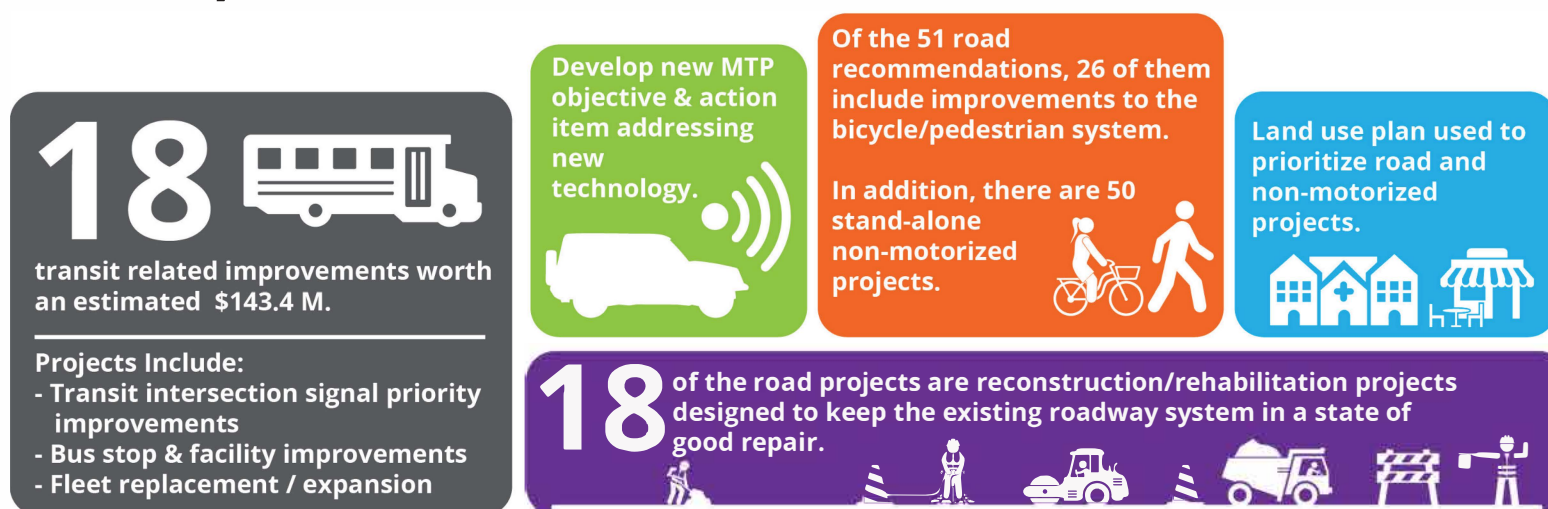 18
transit related improvements worth
an estimated $143.4 M.
Projects Include:
- Transit intersection signal priority
improvements
- Bus stop & facility improvements
- Fleet replacement / expansion
Develop new MTP
objective & action
item addressing
new
technology.
Of the 51 road
recommendations, 26 of them
include improvements to the
bicycle/pedestrian system.
In addition, there are 50
stand-alone
non-motorized
projects.
Land use plan used to
prioritize road and
non-motorized
projects.
18 of the road projects are reconstruction/rehabilitation projects
designed to keep the existing roadway system in a state of
good repair.